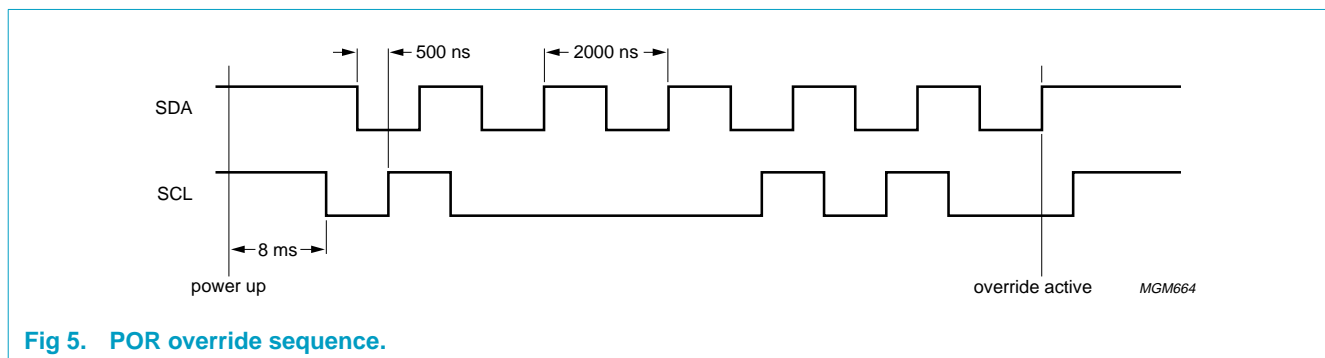 500 ns
2000 ns
SDA
SCL
8 ms
power up
override active
MGM664
Fig 5. POR override sequence.